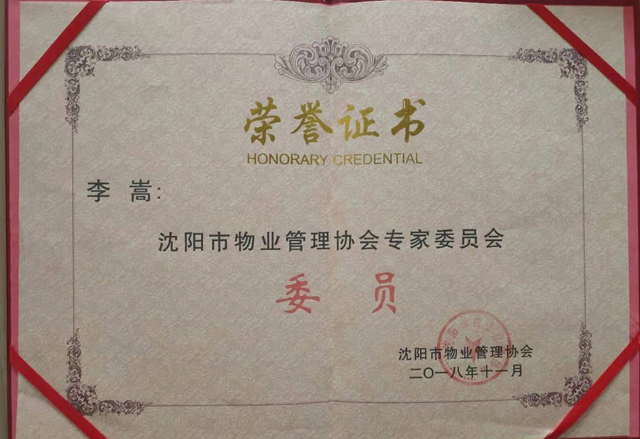 荣誉证书
HONORARY CREDENTIAL
李 嵩：
沈阳市物业管理协会专家委员会
委 员
沈阳市物业管理协会
二〇一八年十一月